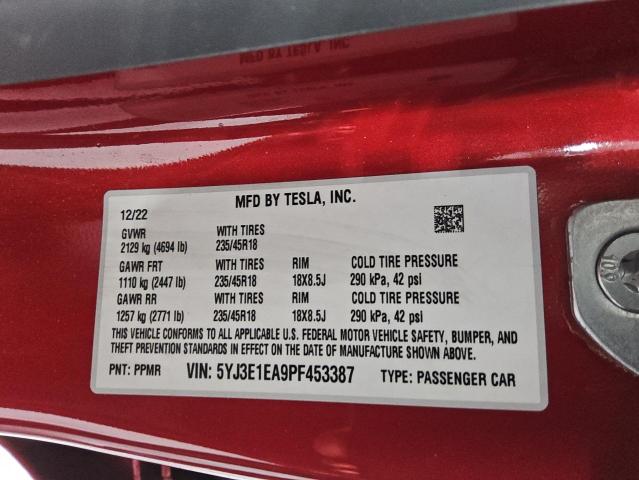 MFD BY TESLA, INC.
12/22
GVWR WITH TIRES
2129 kg (4694 lb) 235/45R18
GAWR FRT WITH TIRES RIM COLD TIRE PRESSURE
1110 kg (2447 lb) 235/45R18 18X8.5J 290 kPa, 42 psi
GAWR RR WITH TIRES RIM COLD TIRE PRESSURE
1257 kg (2771 lb) 235/45R18 18X8.5J 290 kPa, 42 psi
THIS VEHICLE CONFORMS TO ALL APPLICABLE U.S. FEDERAL MOTOR VEHICLE SAFETY, BUMPER, AND
THEFT PREVENTION STANDARDS IN EFFECT ON THE DATE OF MANUFACTURE SHOWN ABOVE.
PNT: PPMR VIN: 5YJ3E1EA9PF453387 TYPE: PASSENGER CAR